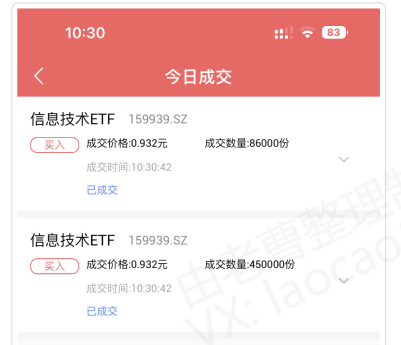 10:30
83
今日成交
信息技术ETF 159939.SZ
买入 成交价格:0.932元 成交数量:86000份
成交时间:10:30:42
已成交
信息技术ETF 159939.SZ
买入 成交价格:0.932元 成交数量:450000份
成交时间:10:30:42
已成交
由老曹整理制
VX: laocao